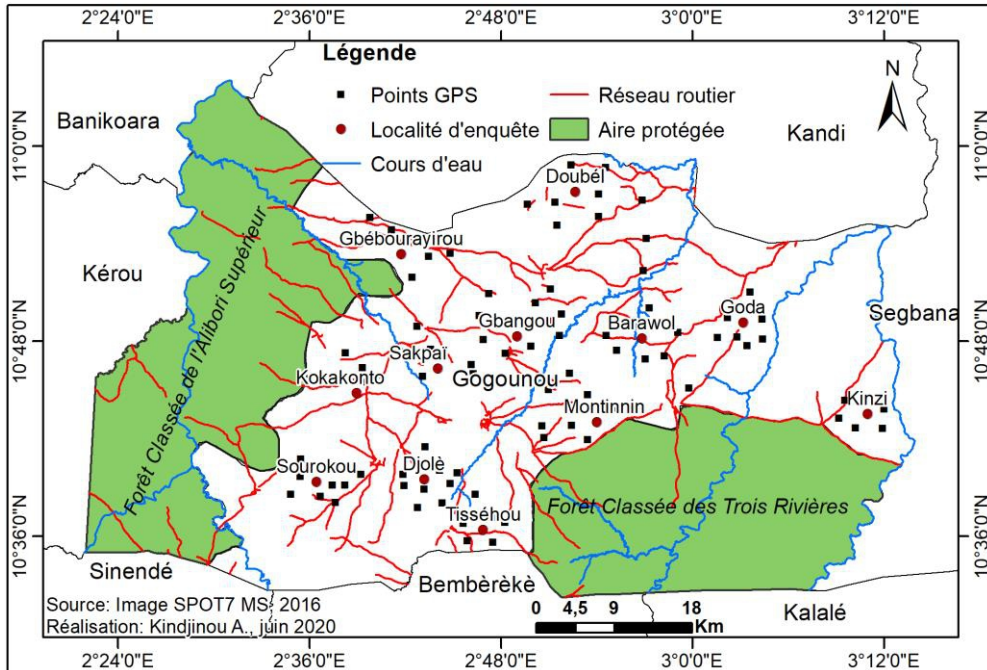 2°24'0"E 2°36'0"E 2°48'0"E 3°00'0"E 3°12'0"E
Légende
N
Points GPS
Réseau routier
Localité d'enquête
Aire protégée
Cours d'eau
Banikoara
Kandi
11°0'0"N
11°0'0"N
Doubél
Gbébourayirou
Kérou
Forêt Classée de l'Alibori Supérieur
Goda
Segbana
Gbangou
Barawol
10°48'0"N
10°48'0"N
Sakpaï
Gogounou
Kokakonto
Kinzi
Montinnin
Sourokou
Djolè
Forêt Classée des Trois Rivières
Tisséhou
10°36'0"N
10°36'0"N
Sinendé
Bembèrèkè
Kalalé
Source: Image SPOT7 MS, 2016
Réalisation: Kindjinou A., juin 2020
0 4,5 9 18
Km
2°24'0"E 2°36'0"E 2°48'0"E 3°00'0"E 3°12'0"E